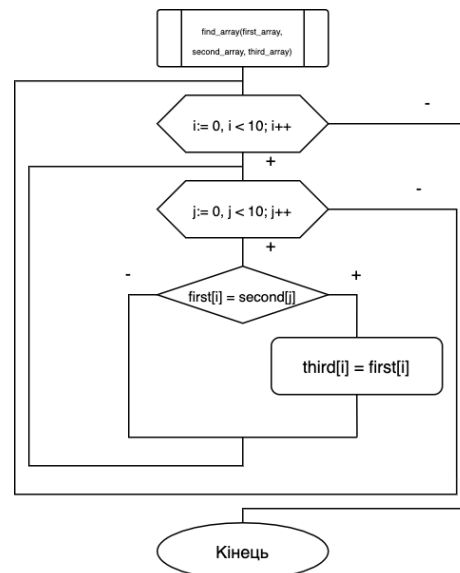 find_array(first_array,
second_array, third_array)
-
i:= 0, i < 10; i++
+
-
j:= 0, j < 10; j++
+
-
+
first[i] = second[j]
third[i] = first[i]
Кінець